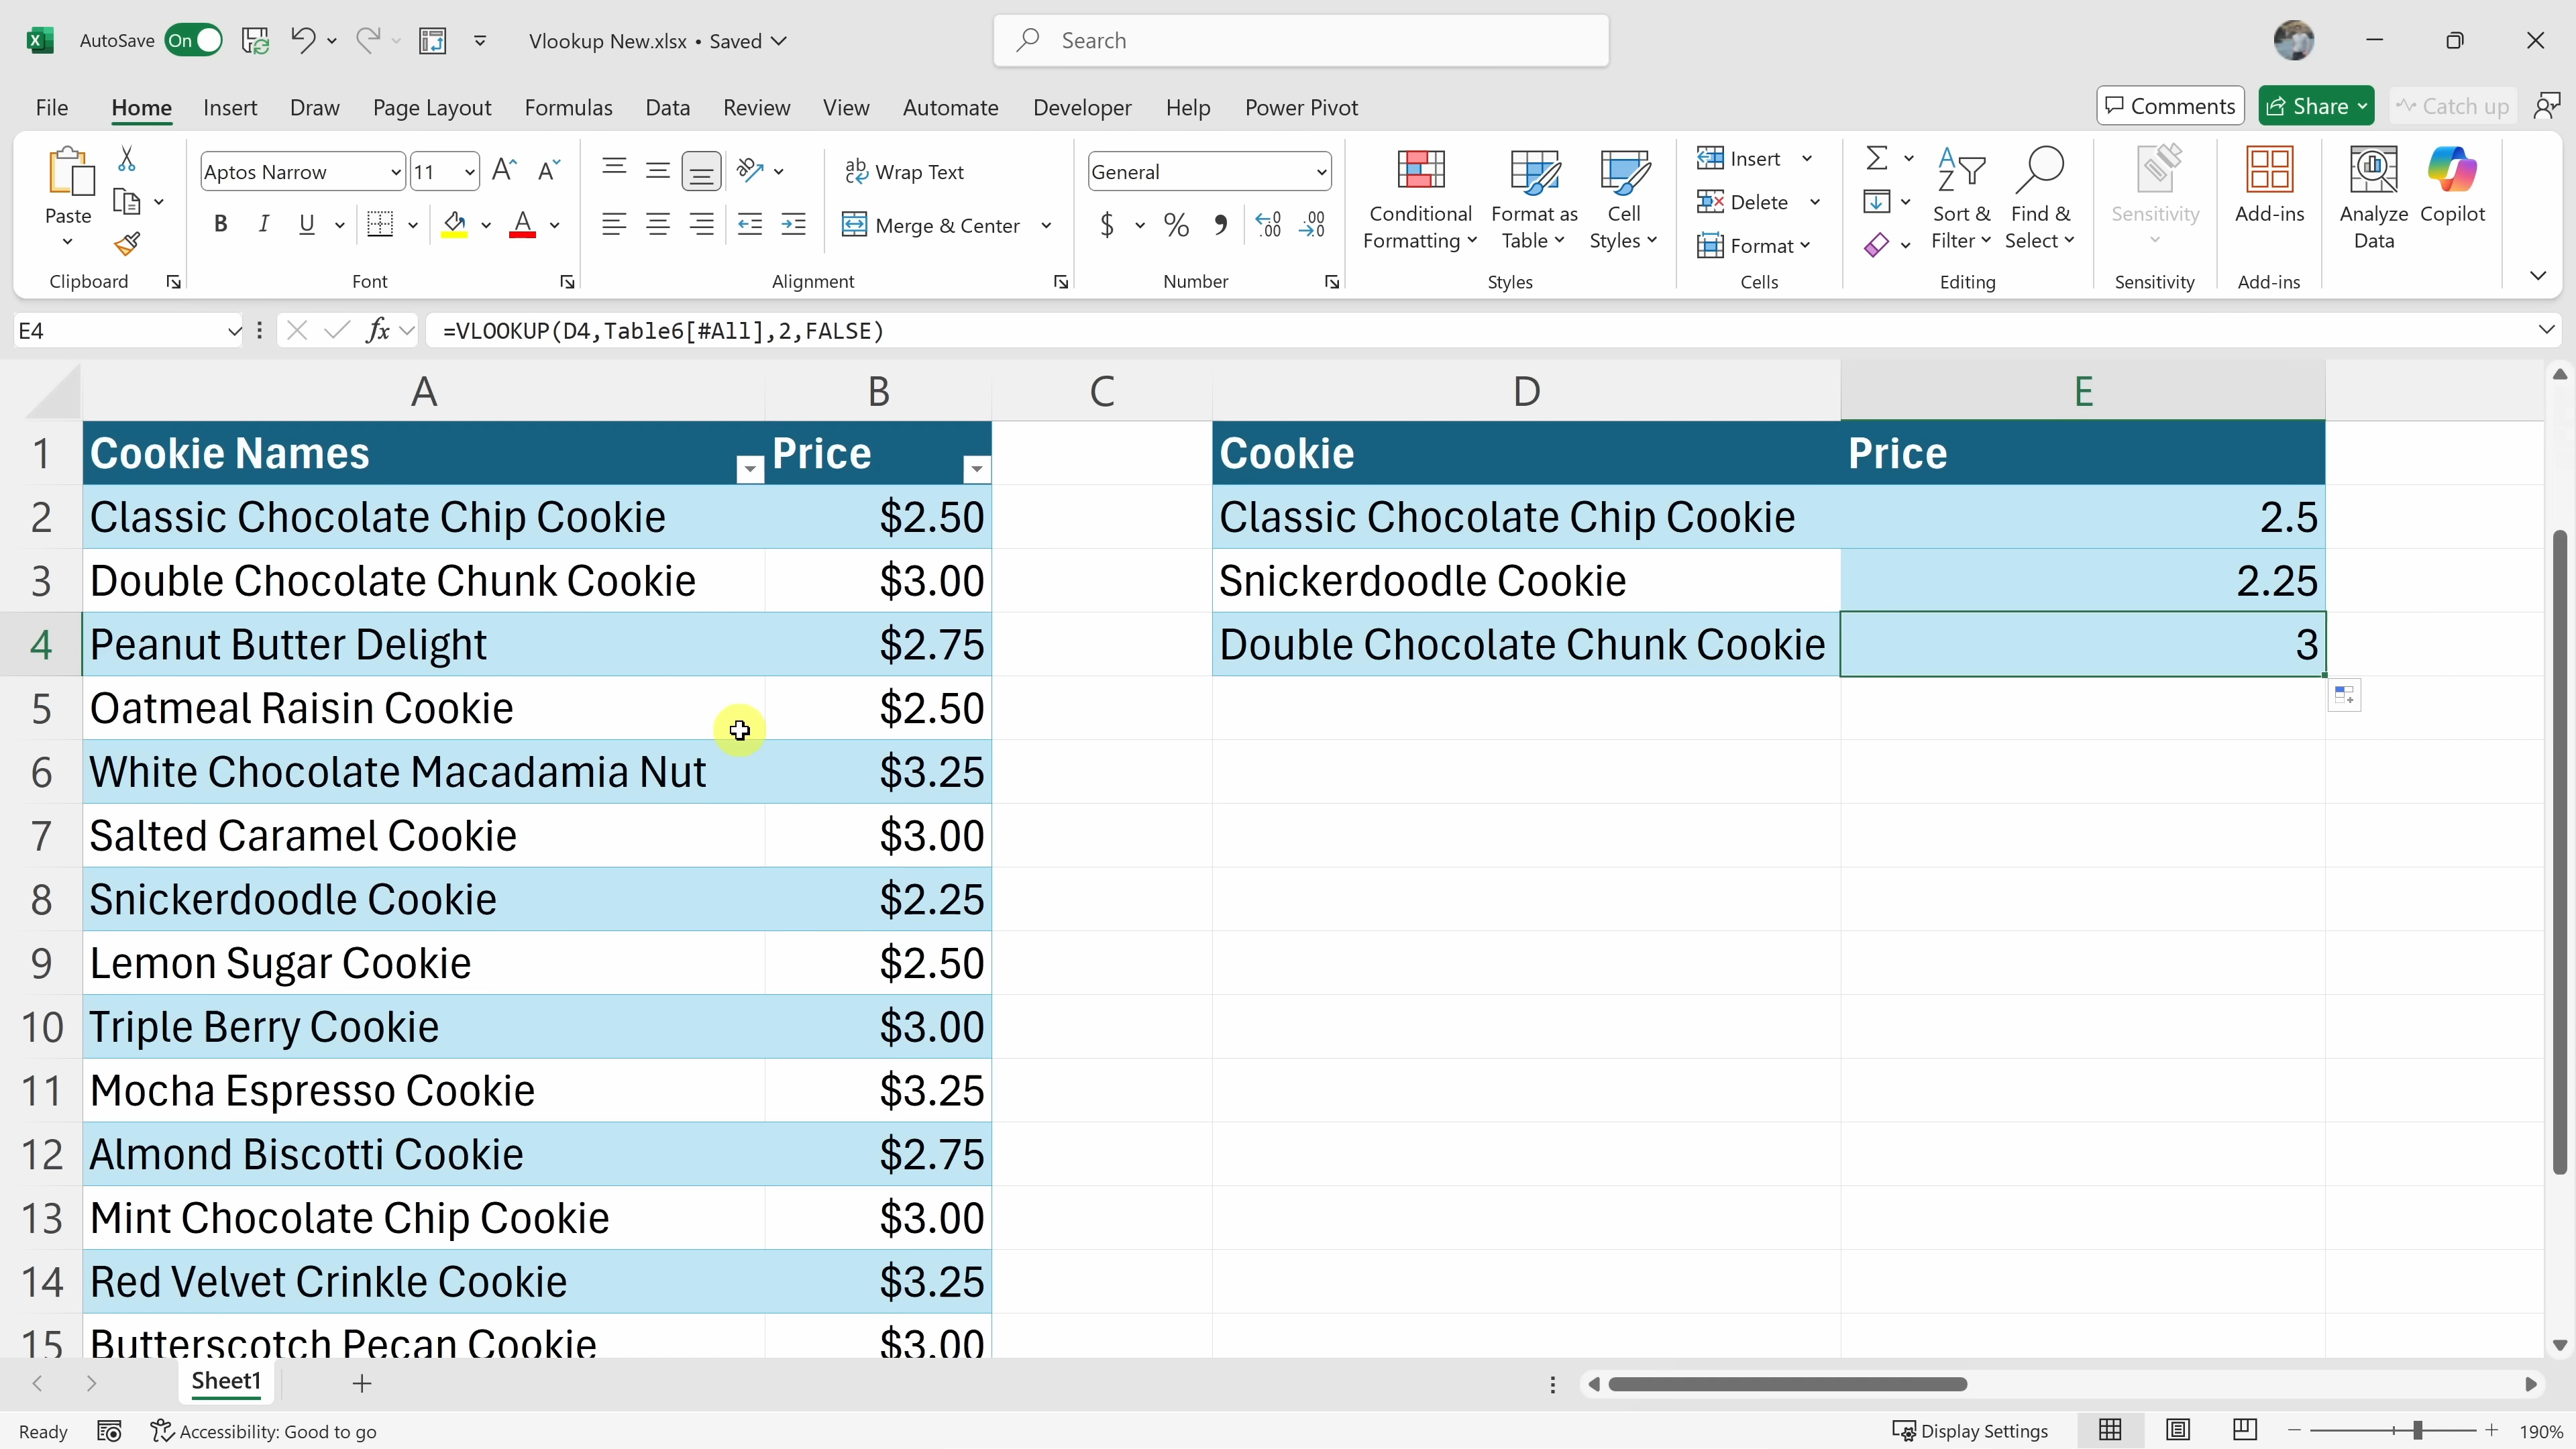 AutoSave On Vlookup New.xlsx • Saved Search
File Home Insert Draw Page Layout Formulas Data Review View Automate Developer Help Power Pivot Comments Share Catch up
Paste
Clipboard
Aptos Narrow 11
B I U
Font
Wrap Text
Merge & Center
Alignment
General
$ % 9 .00 .00
Number
Conditional Formatting
Format as Table
Cell Styles
Styles
Insert
Delete
Format
Cells
Sort & Filter
Find & Select
Editing
Sensitivity
Sensitivity
Add-ins
Add-ins
Analyze Data
Copilot
E4 fx =VLOOKUP(D4,Table6[#All],2,FALSE)
A B C D E
1 Cookie Names Price Cookie Price
2 Classic Chocolate Chip Cookie $2.50 Classic Chocolate Chip Cookie 2.5
3 Double Chocolate Chunk Cookie $3.00 Snickerdoodle Cookie 2.25
4 Peanut Butter Delight $2.75 Double Chocolate Chunk Cookie 3
5 Oatmeal Raisin Cookie $2.50
6 White Chocolate Macadamia Nut $3.25
7 Salted Caramel Cookie $3.00
8 Snickerdoodle Cookie $2.25
9 Lemon Sugar Cookie $2.50
10 Triple Berry Cookie $3.00
11 Mocha Espresso Cookie $3.25
12 Almond Biscotti Cookie $2.75
13 Mint Chocolate Chip Cookie $3.00
14 Red Velvet Crinkle Cookie $3.25
15 Butterscotch Pecan Cookie $3.00
Sheet1
Ready Accessibility: Good to go Display Settings 190%